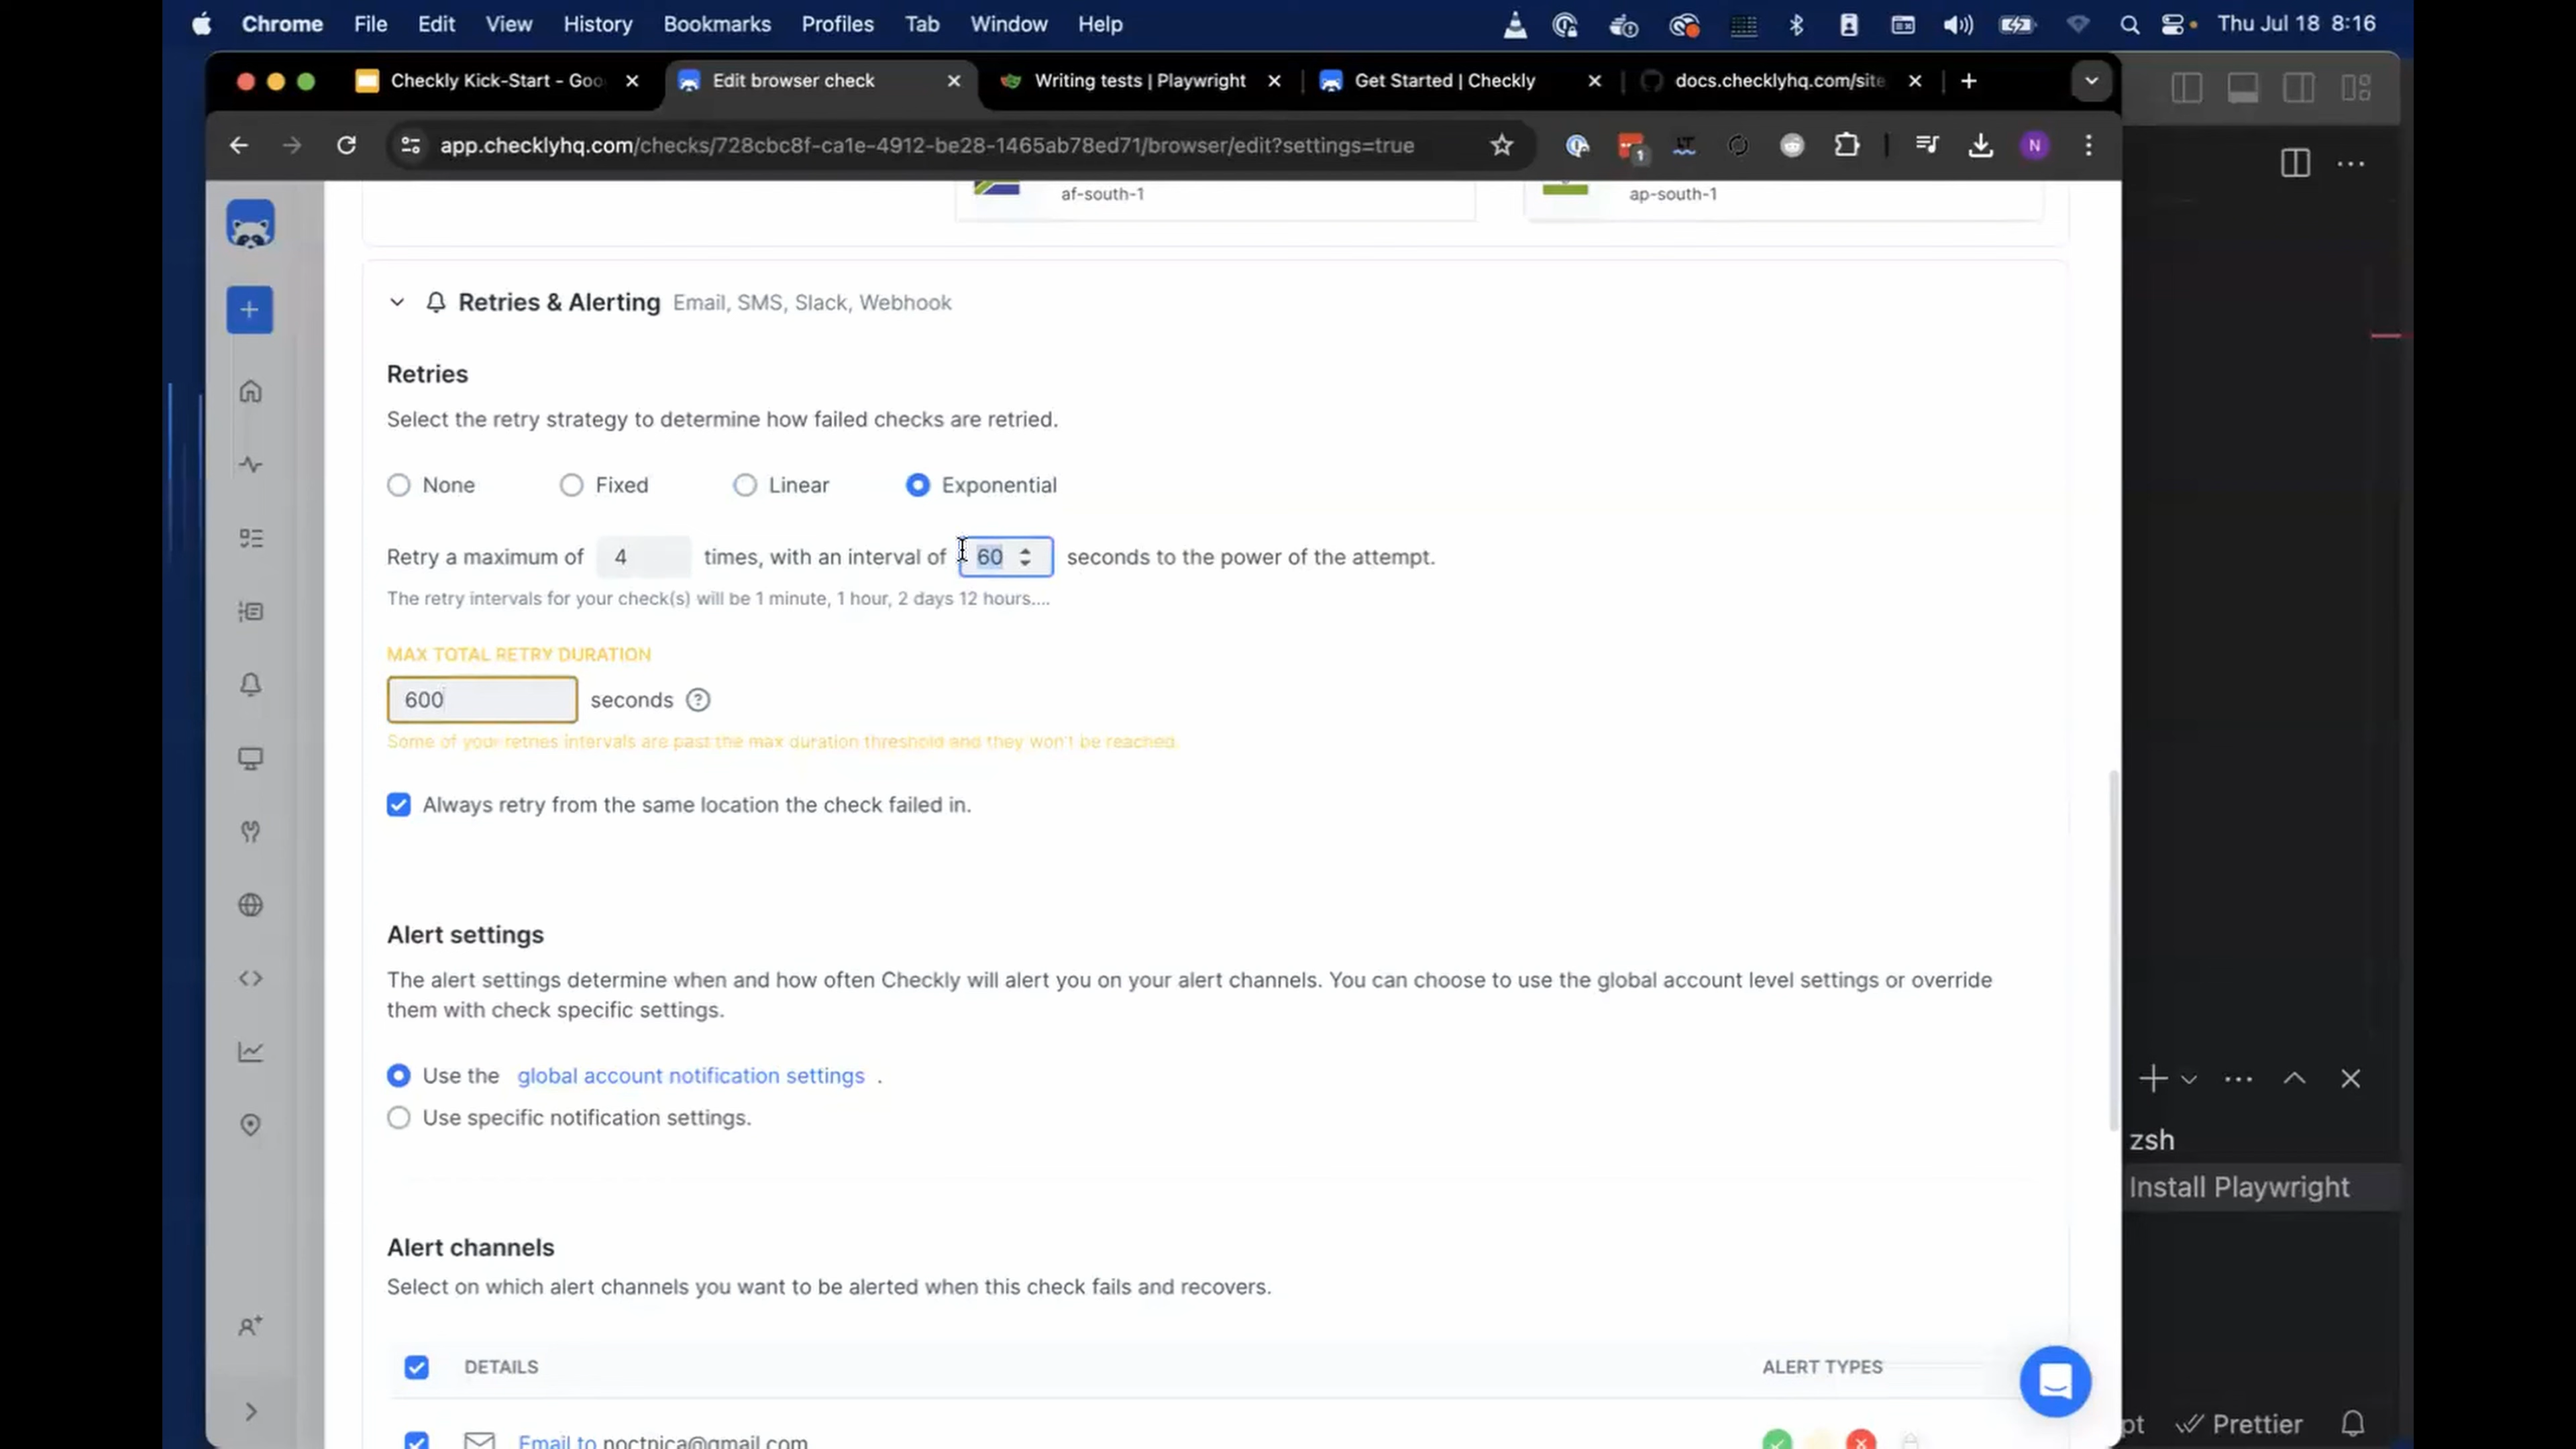 Chrome File Edit View History Bookmarks Profiles Tab Window Help Thu Jul 18 8:16
Checkly Kick-Start - Goo Edit browser check Writing tests | Playwright Get Started | Checkly docs.checklyhq.com/site
app.checklyhq.com/checks/728cbc8f-ca1e-4912-be28-1465ab78ed71/browser/edit?settings=true 1 N
af-south-1 ap-south-1
Retries & Alerting Email, SMS, Slack, Webhook
Retries
Select the retry strategy to determine how failed checks are retried.
None Fixed Linear Exponential
Retry a maximum of 4 times, with an interval of 60 seconds to the power of the attempt.
The retry intervals for your check(s) will be 1 minute, 1 hour, 2 days 12 hours....
MAX TOTAL RETRY DURATION
600 seconds ?
Some of your retries intervals are past the max duration threshold and they won't be reached.
Always retry from the same location the check failed in.
Alert settings
The alert settings determine when and how often Checkly will alert you on your alert channels. You can choose to use the global account level settings or override
them with check specific settings.
Use the global account notification settings .
Use specific notification settings.
zsh
Install Playwright
Alert channels
Select on which alert channels you want to be alerted when this check fails and recovers.
DETAILS ALERT TYPES
Email to noctnica@gmail.com
pt Prettier